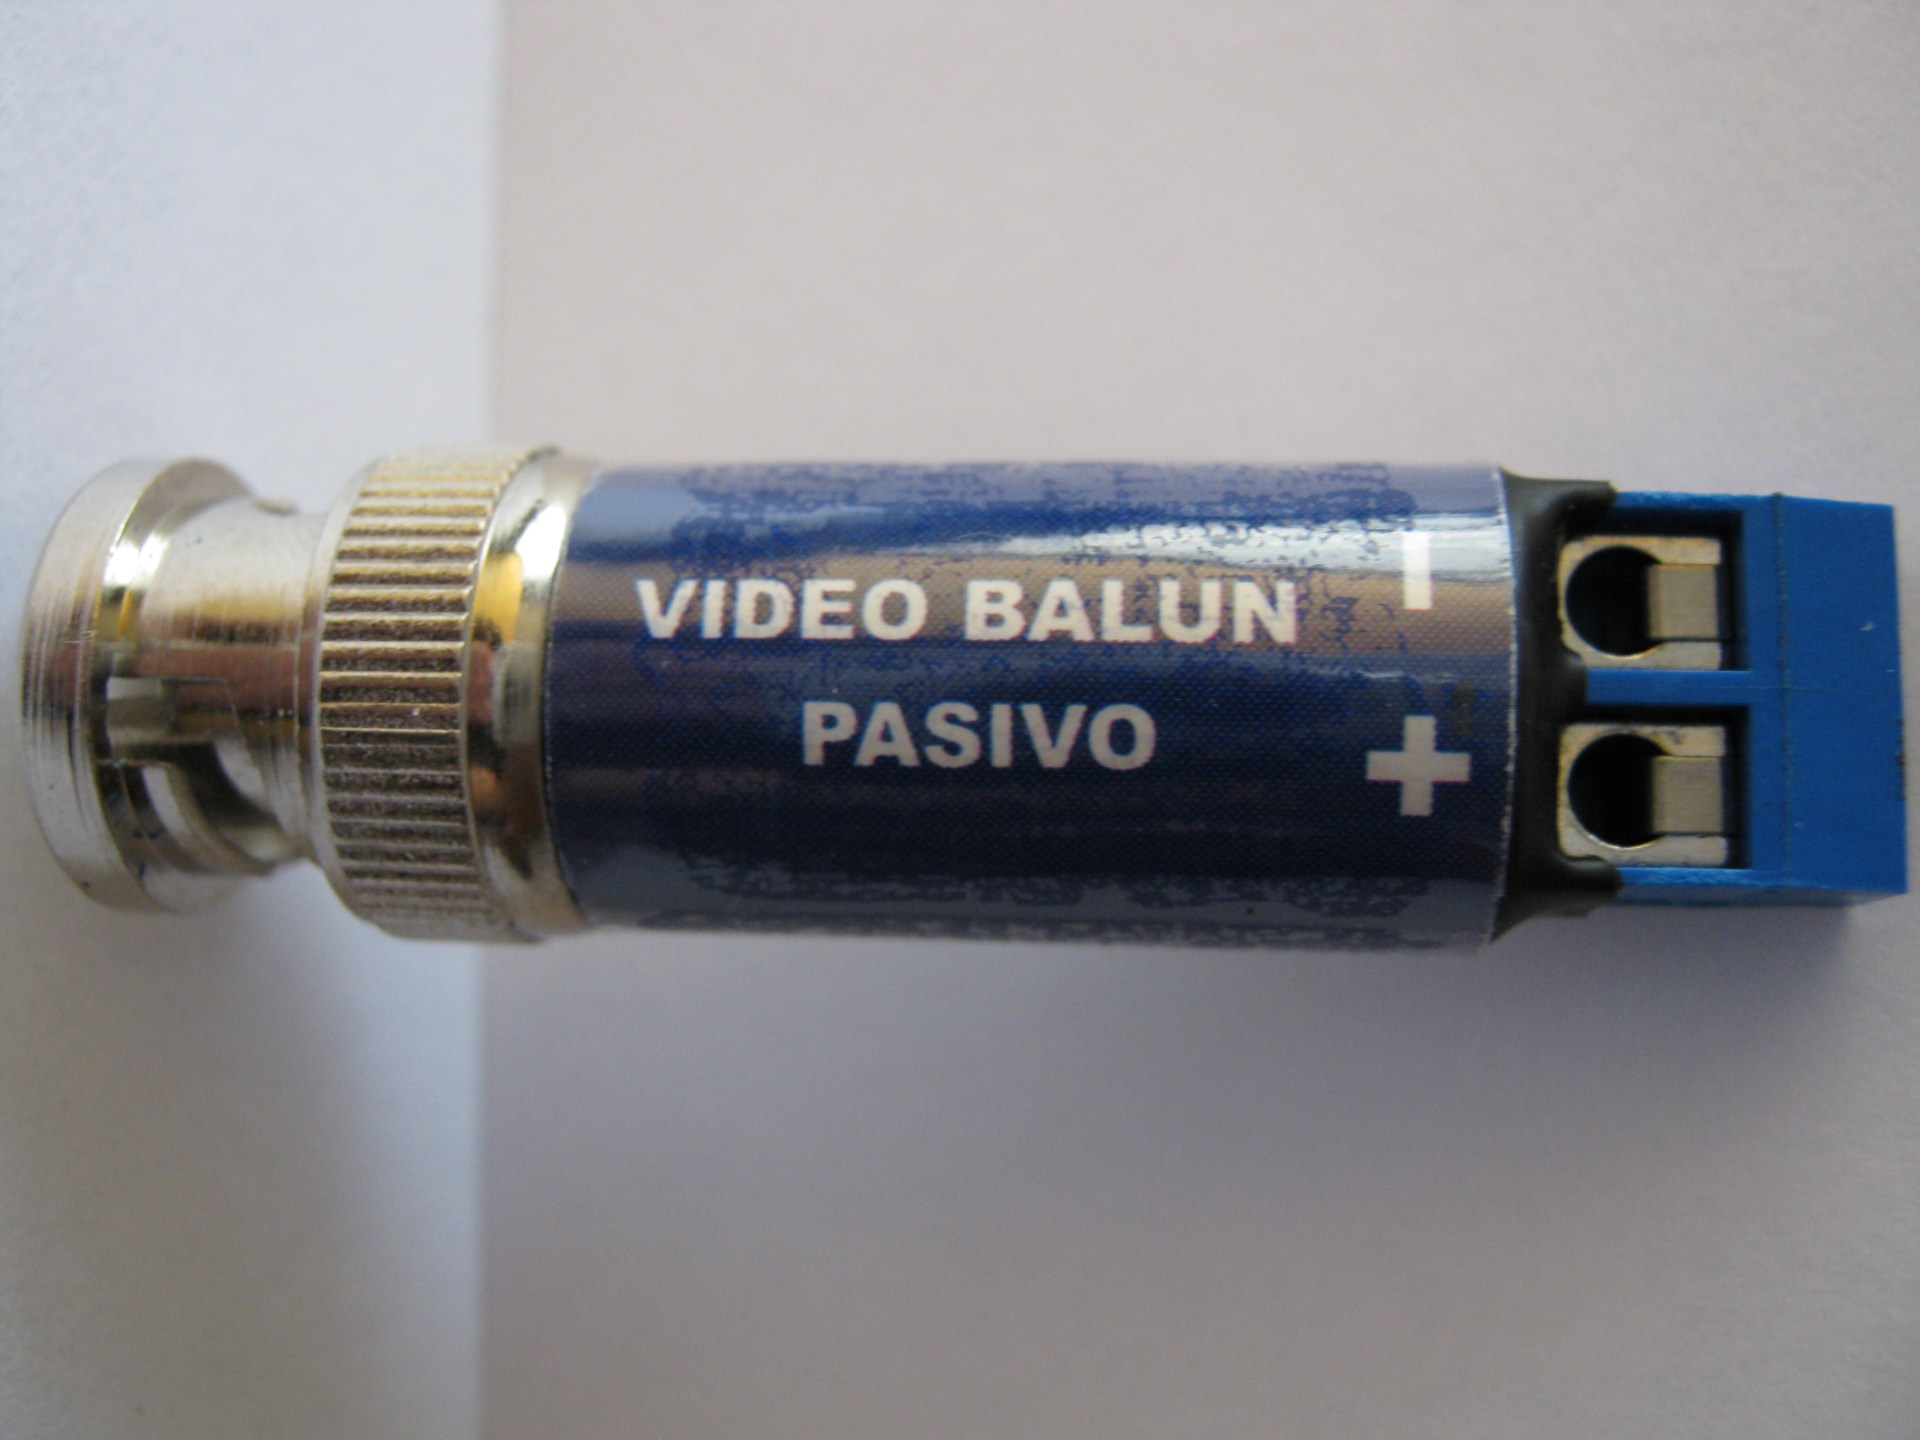 VIDEO BALUN
PASIVO
-
+